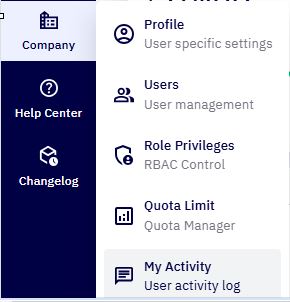 Company
Help Center
Changelog
Profile
User specific settings
Users
User management
Role Privileges
RBAC Control
Quota Limit
Quota Manager
My Activity
User activity log